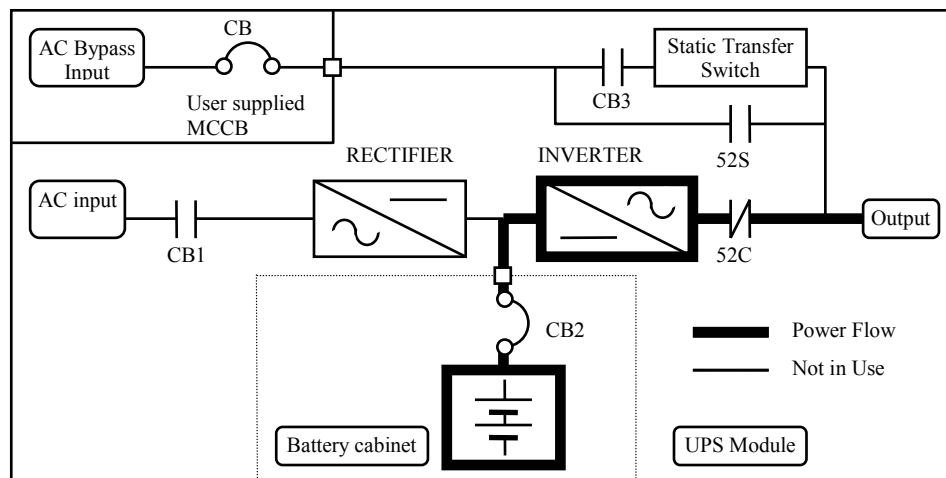 AC Bypass
Input
CB
User supplied
MCCB
CB3
Static Transfer
Switch
52S
RECTIFIER
INVERTER
AC input
CB1
52C
Output
CB2
Power Flow
Not in Use
Battery cabinet
UPS Module